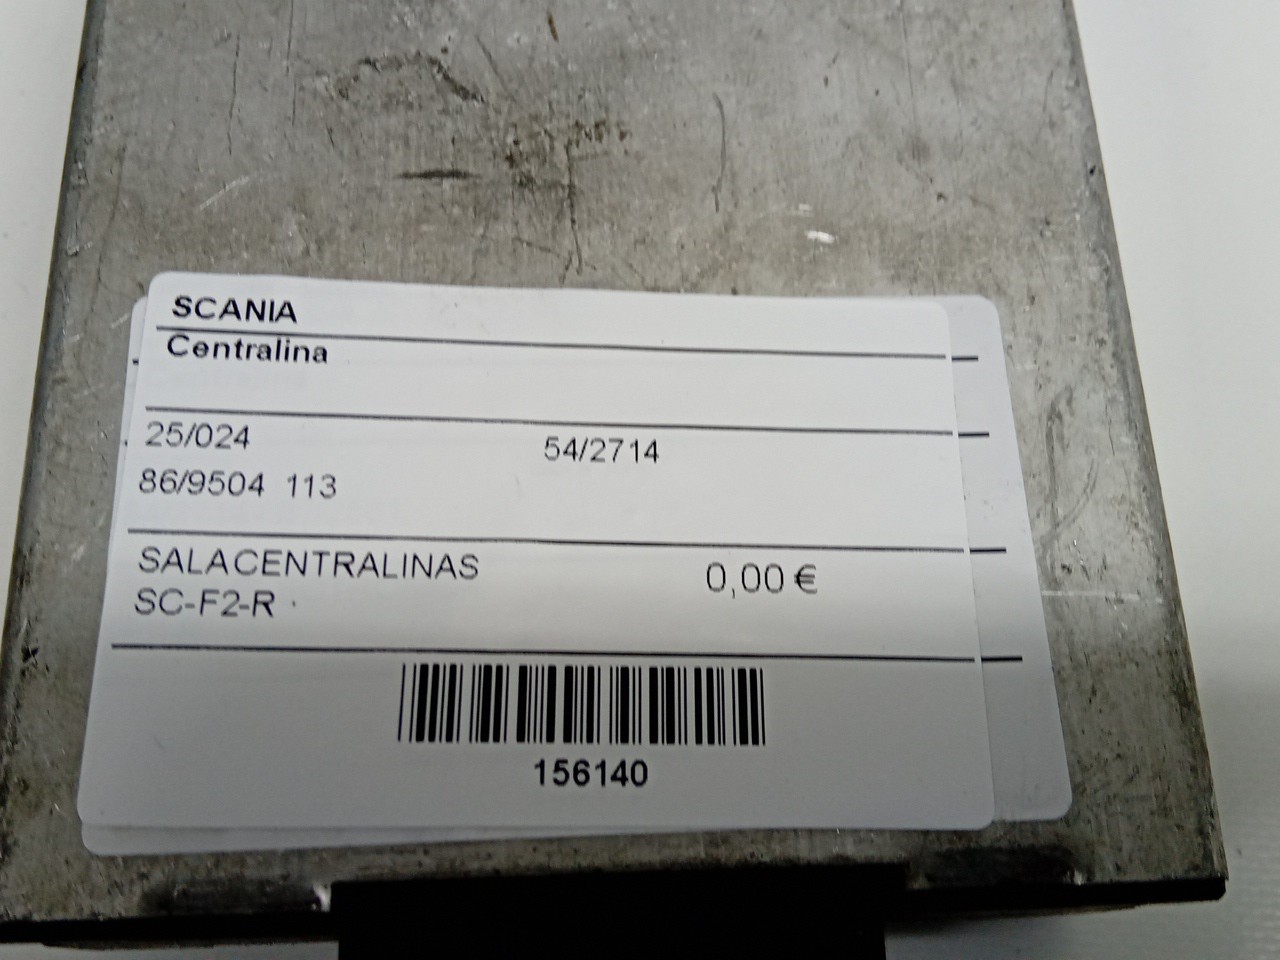 SCANIA
Centralina
25/024 54/2714
86/9504 113
SALACENTRALINAS 0,00 €
SC-F2-R
156140